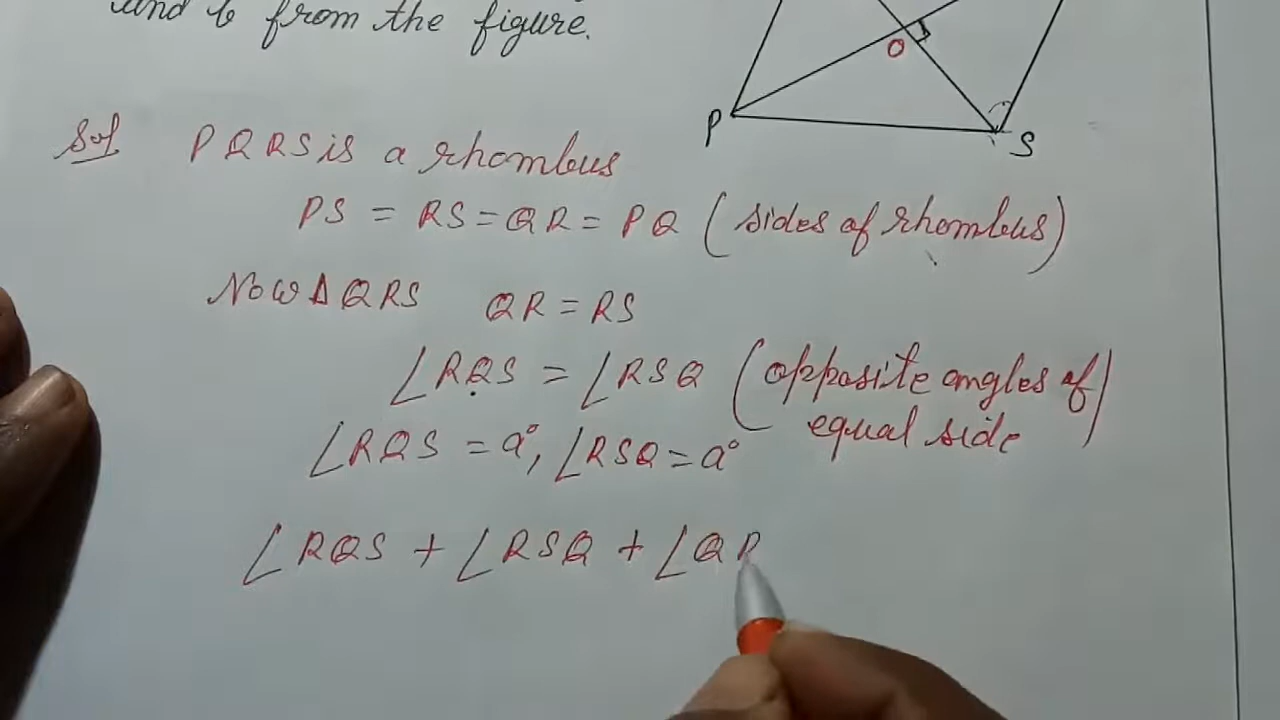 and b from the figure.
O
P
S
Sol PQRS is a rhombus
PS = RS = QR = PQ (sides of rhombus)
Now Δ QRS QR = RS
∠RQS = ∠RSQ (opposite angles of
equal side)
∠RQS = a°, ∠RSQ = a°
∠RQS + ∠RSQ + ∠QR